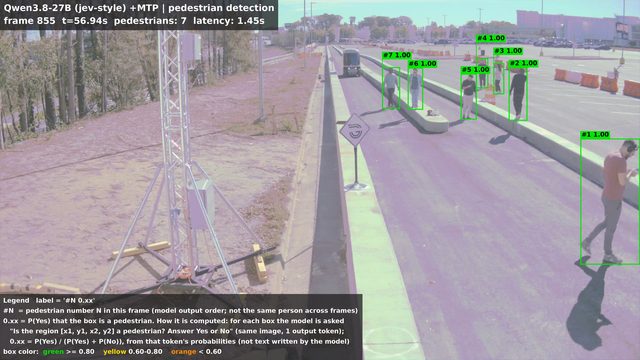 Qwen3.8-27B (jev-style) +MTP | pedestrian detection
frame 855  t=56.94s  pedestrians: 7  latency: 1.45s
#4 1.00
#3 1.00
#7 1.00
#6 1.00
#5 1.00
#2 1.00
#1 1.00
Legend  label = '#N 0.xx'
#N  = pedestrian number N in this frame (model output order; not the same person across frames)
0.xx = P(Yes) that the box is a pedestrian. How it is computed: for each box the model is asked
"Is the region [x1, y1, x2, y2] a pedestrian? Answer Yes or No" (same image, 1 output token);
0.xx = P(Yes) / (P(Yes) + P(No)), from that token's probabilities (not text written by the model)
box color:  green >= 0.80  yellow 0.60-0.80  orange < 0.60